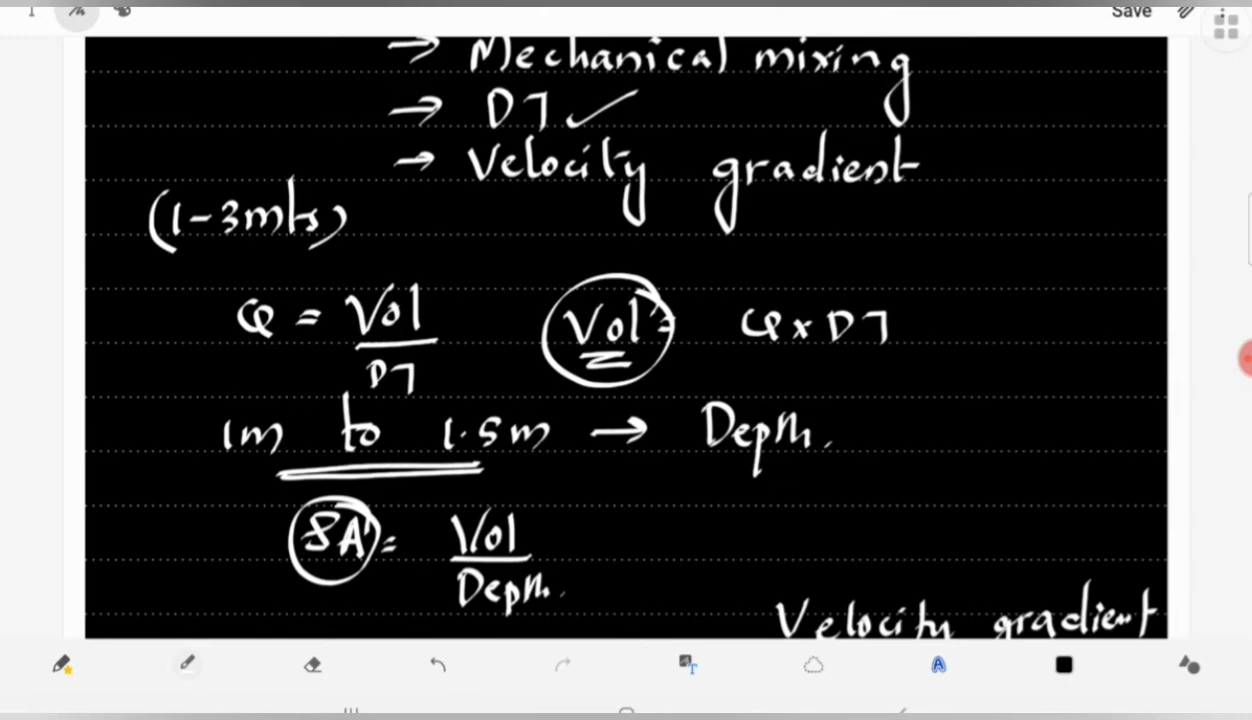 Save
→ Mechanical mixing
→ DT ✓
→ Velocity gradient
(1-3mts)
Q = Vol / DT    Vol = Q x DT
1m to 1.5m → Depth.
SA = Vol / Depth.
Velocity gradient